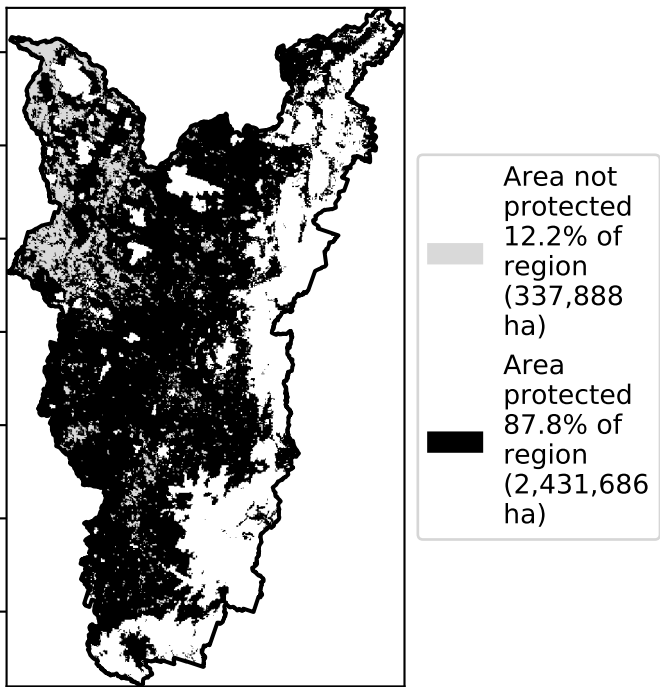 Area not
protected
12.2% of
region
(337,888
ha)
Area
protected
87.8% of
region
(2,431,686
ha)